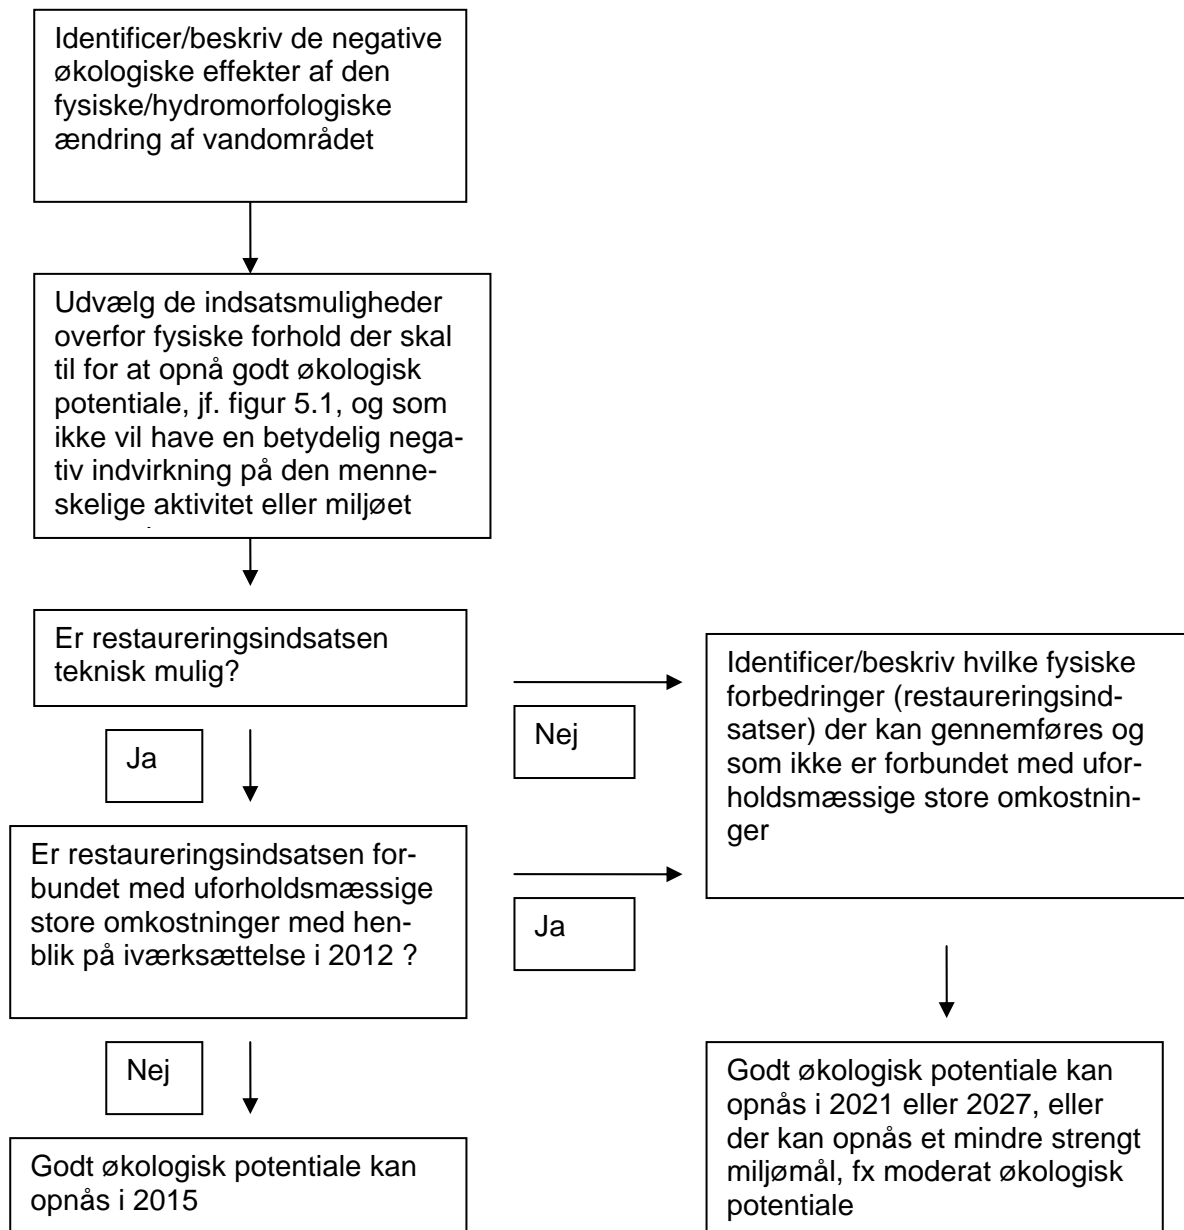 Identificer/beskriv de negative
økologiske effekter af den
fysiske/hydromorfologiske
ændring af vandområdet
Udvælg de indsatsmuligheder
overfor fysiske forhold der skal
til for at opnå godt økologisk
potentiale, jf. figur 5.1, og som
ikke vil have en betydelig nega-
tiv indvirkning på den menne-
skelige aktivitet eller miljøet
Er restaureringsindsatsen
teknisk mulig?
Nej
Ja
Identificer/beskriv hvilke fysiske
forbedringer (restaureringsind-
satser) der kan gennemføres og
som ikke er forbundet med ufor-
holdsmæssige store omkostnin-
ger
Er restaureringsindsatsen for-
bundet med uforholdsmæssige
store omkostninger med hen-
blik på iværksættelse i 2012 ?
Ja
Nej
Godt økologisk potentiale kan
opnås i 2015
Godt økologisk potentiale kan
opnås i 2021 eller 2027, eller
der kan opnås et mindre strengt
miljømål, fx moderat økologisk
potentiale